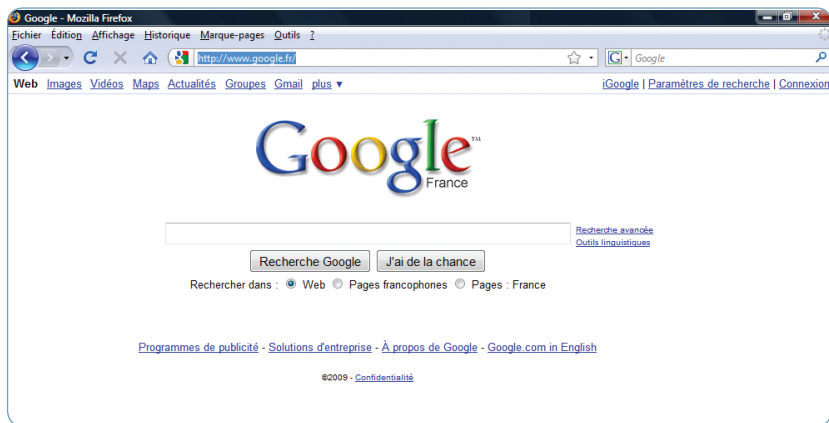 Google - Mozilla Firefox
Fichier Édition Affichage Historique Marque-pages Outils ?
http://www.google.fr/ G Google
Web Images Vidéos Maps Actualités Groupes Gmail plus ▼ iGoogle | Paramètres de recherche | Connexion
Google™
France
Recherche avancée
Outils linguistiques
Recherche Google J'ai de la chance
Rechercher dans : Web Pages francophones Pages : France
Programmes de publicité - Solutions d'entreprise - À propos de Google - Google.com in English
©2009 - Confidentialité